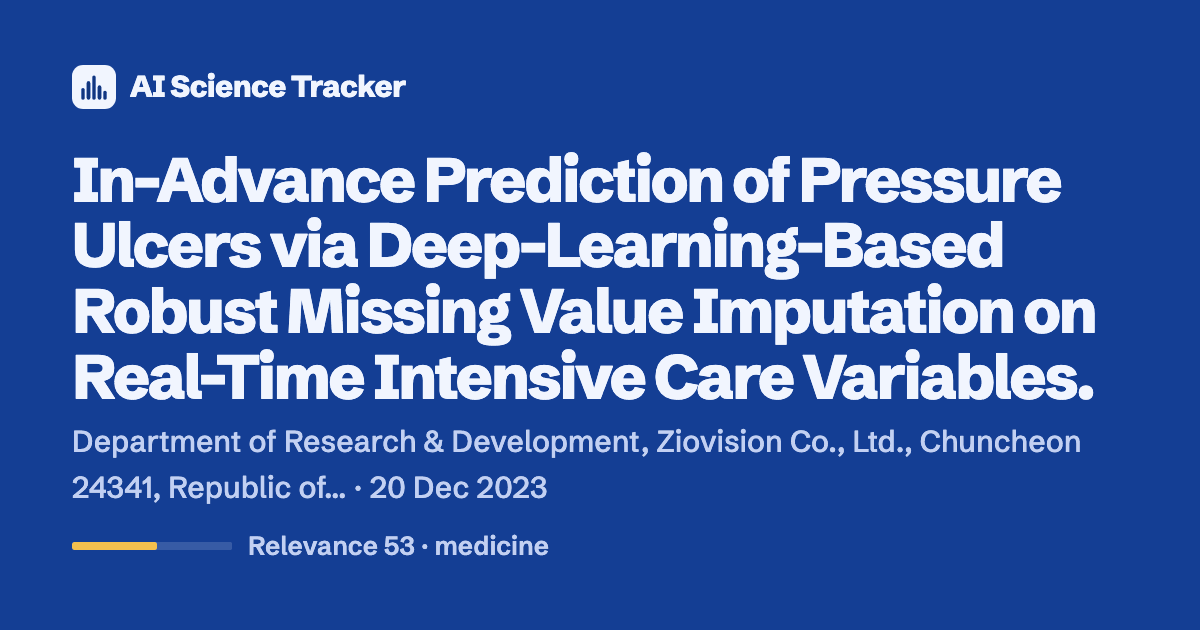 AI Science Tracker
In-Advance Prediction of Pressure
Ulcers via Deep-Learning-Based
Robust Missing Value Imputation on
Real-Time Intensive Care Variables.
Department of Research & Development, Ziovision Co., Ltd., Chuncheon
24341, Republic of... · 20 Dec 2023
Relevance 53 · medicine